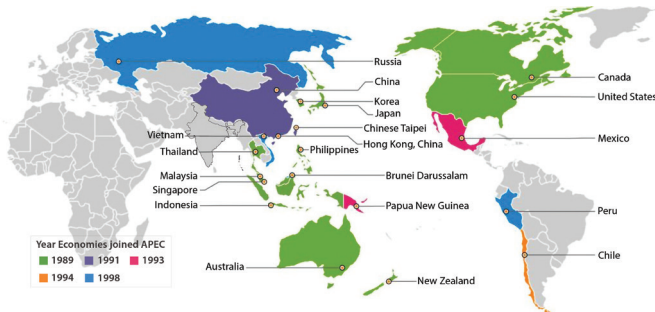 Russia
China
Canada
Korea
United States
Japan
Chinese Taipei
Vietnam
Hong Kong, China
Mexico
Thailand
Philippines
Malaysia
Brunei Darussalam
Singapore
Indonesia
Papua New Guinea
Peru
Year Economies joined APEC
1989 1991 1993
1994 1998
Chile
Australia
New Zealand